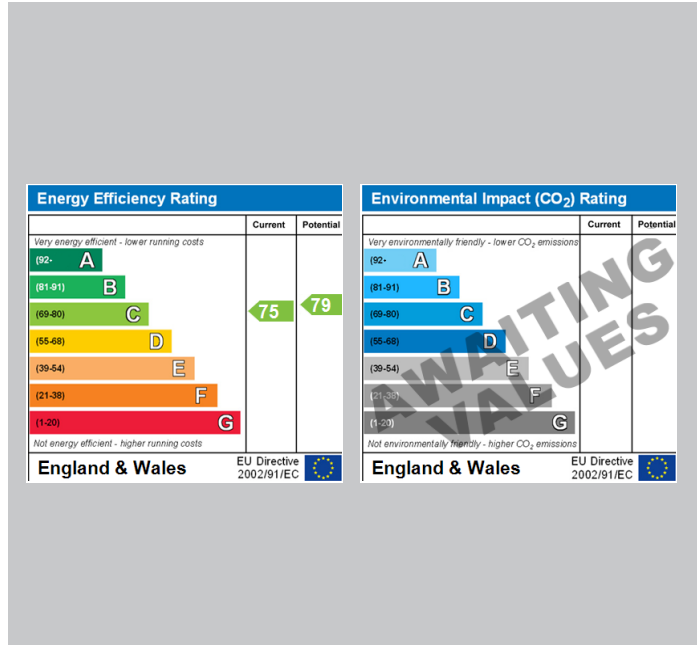 Energy Efficiency Rating
Current Potential
Very energy efficient - lower running costs
(92- A
(81-91) B
(69-80) C
(55-68) D
(39-54) E
(21-38) F
(1-20) G
75
79
Not energy efficient - higher running costs
England & Wales
EU Directive
2002/91/EC
Environmental Impact (CO2) Rating
Current Potential
Very environmentally friendly - lower CO2 emissions
(92- A
(81-91) B
(69-80) C
(55-68) D
(39-54) E
(21-38) F
(1-20) G
AWAITING
VALUES
Not environmentally friendly - higher CO2 emissions
England & Wales
EU Directive
2002/91/EC